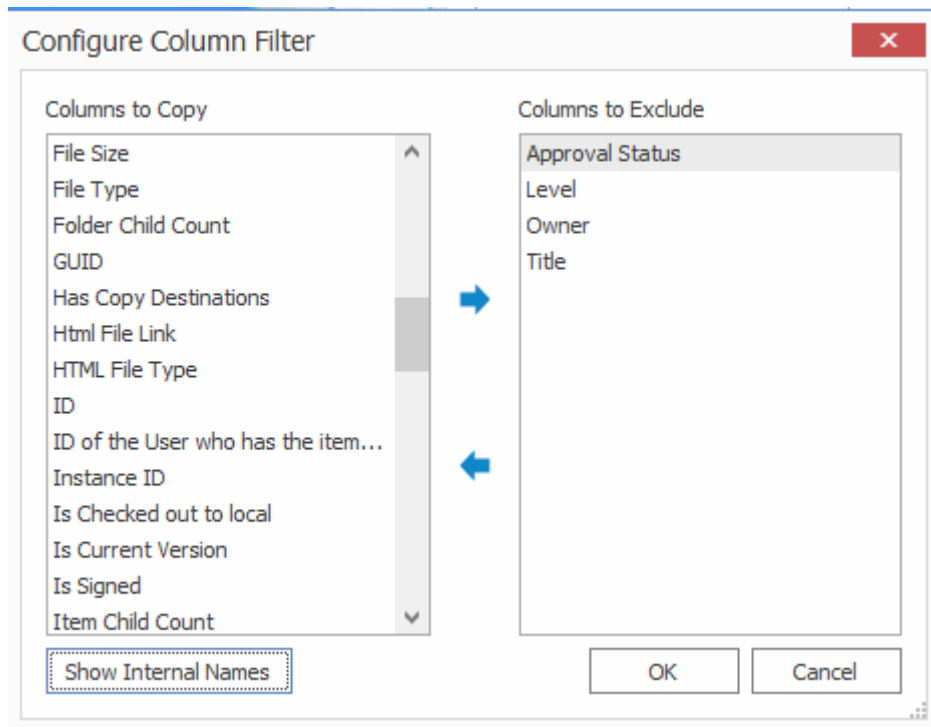 Configure Column Filter
Columns to Copy
File Size
File Type
Folder Child Count
GUID
Has Copy Destinations
Html File Link
HTML File Type
ID
ID of the User who has the item...
Instance ID
Is Checked out to local
Is Current Version
Is Signed
Item Child Count
Columns to Exclude
Approval Status
Level
Owner
Title
Show Internal Names
OK
Cancel